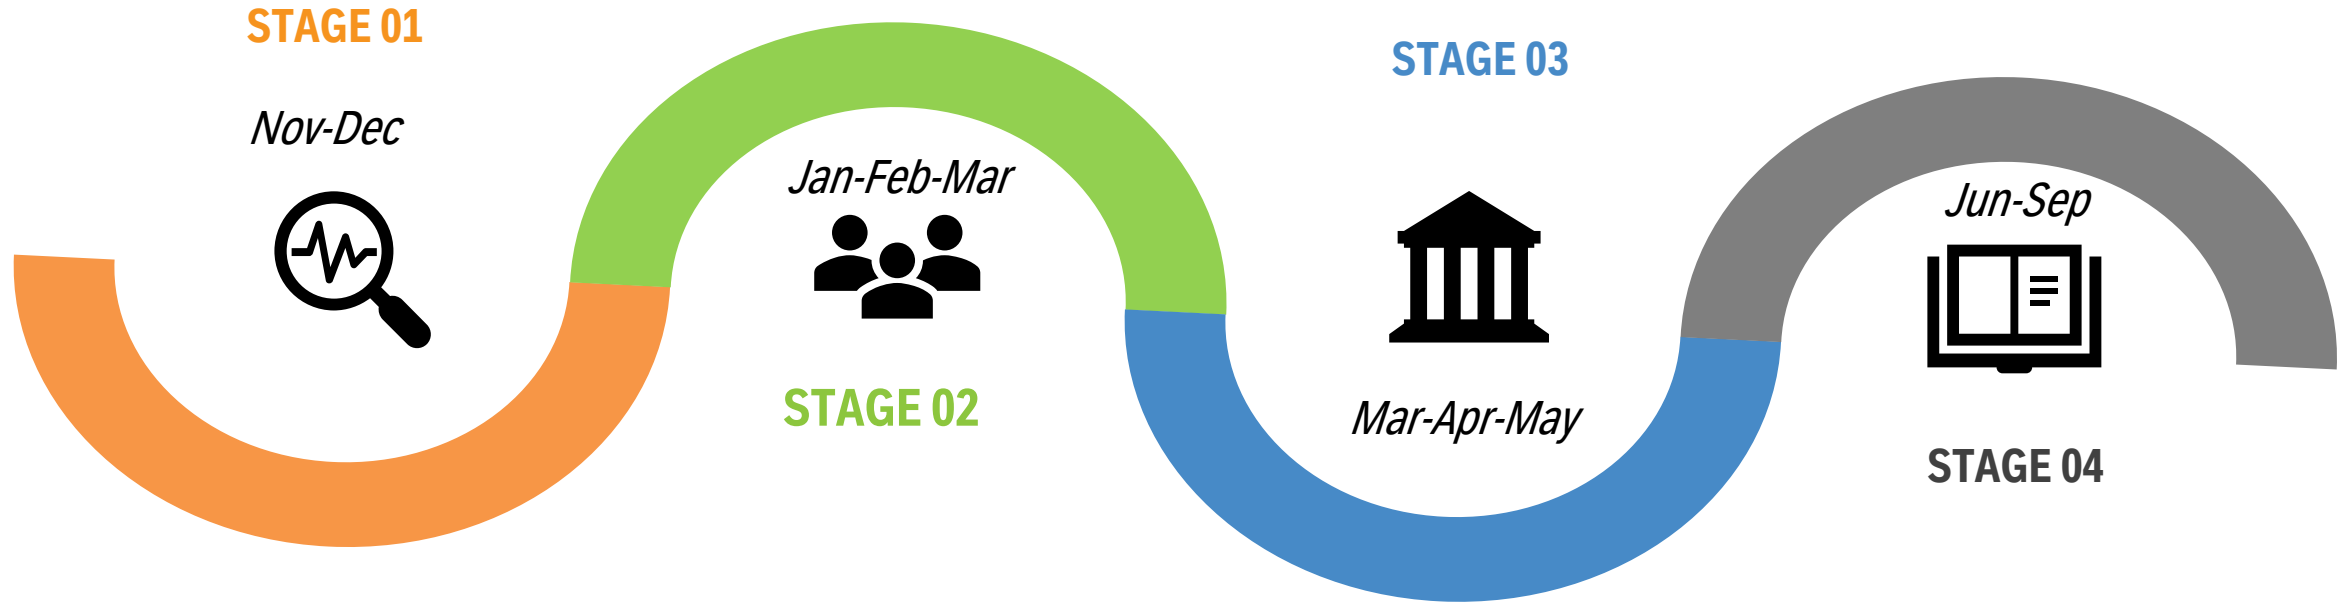 STAGE 01
Nov-Dec
Jan-Feb-Mar
STAGE 02
STAGE 03
Mar-Apr-May
Jun-Sep
STAGE 04